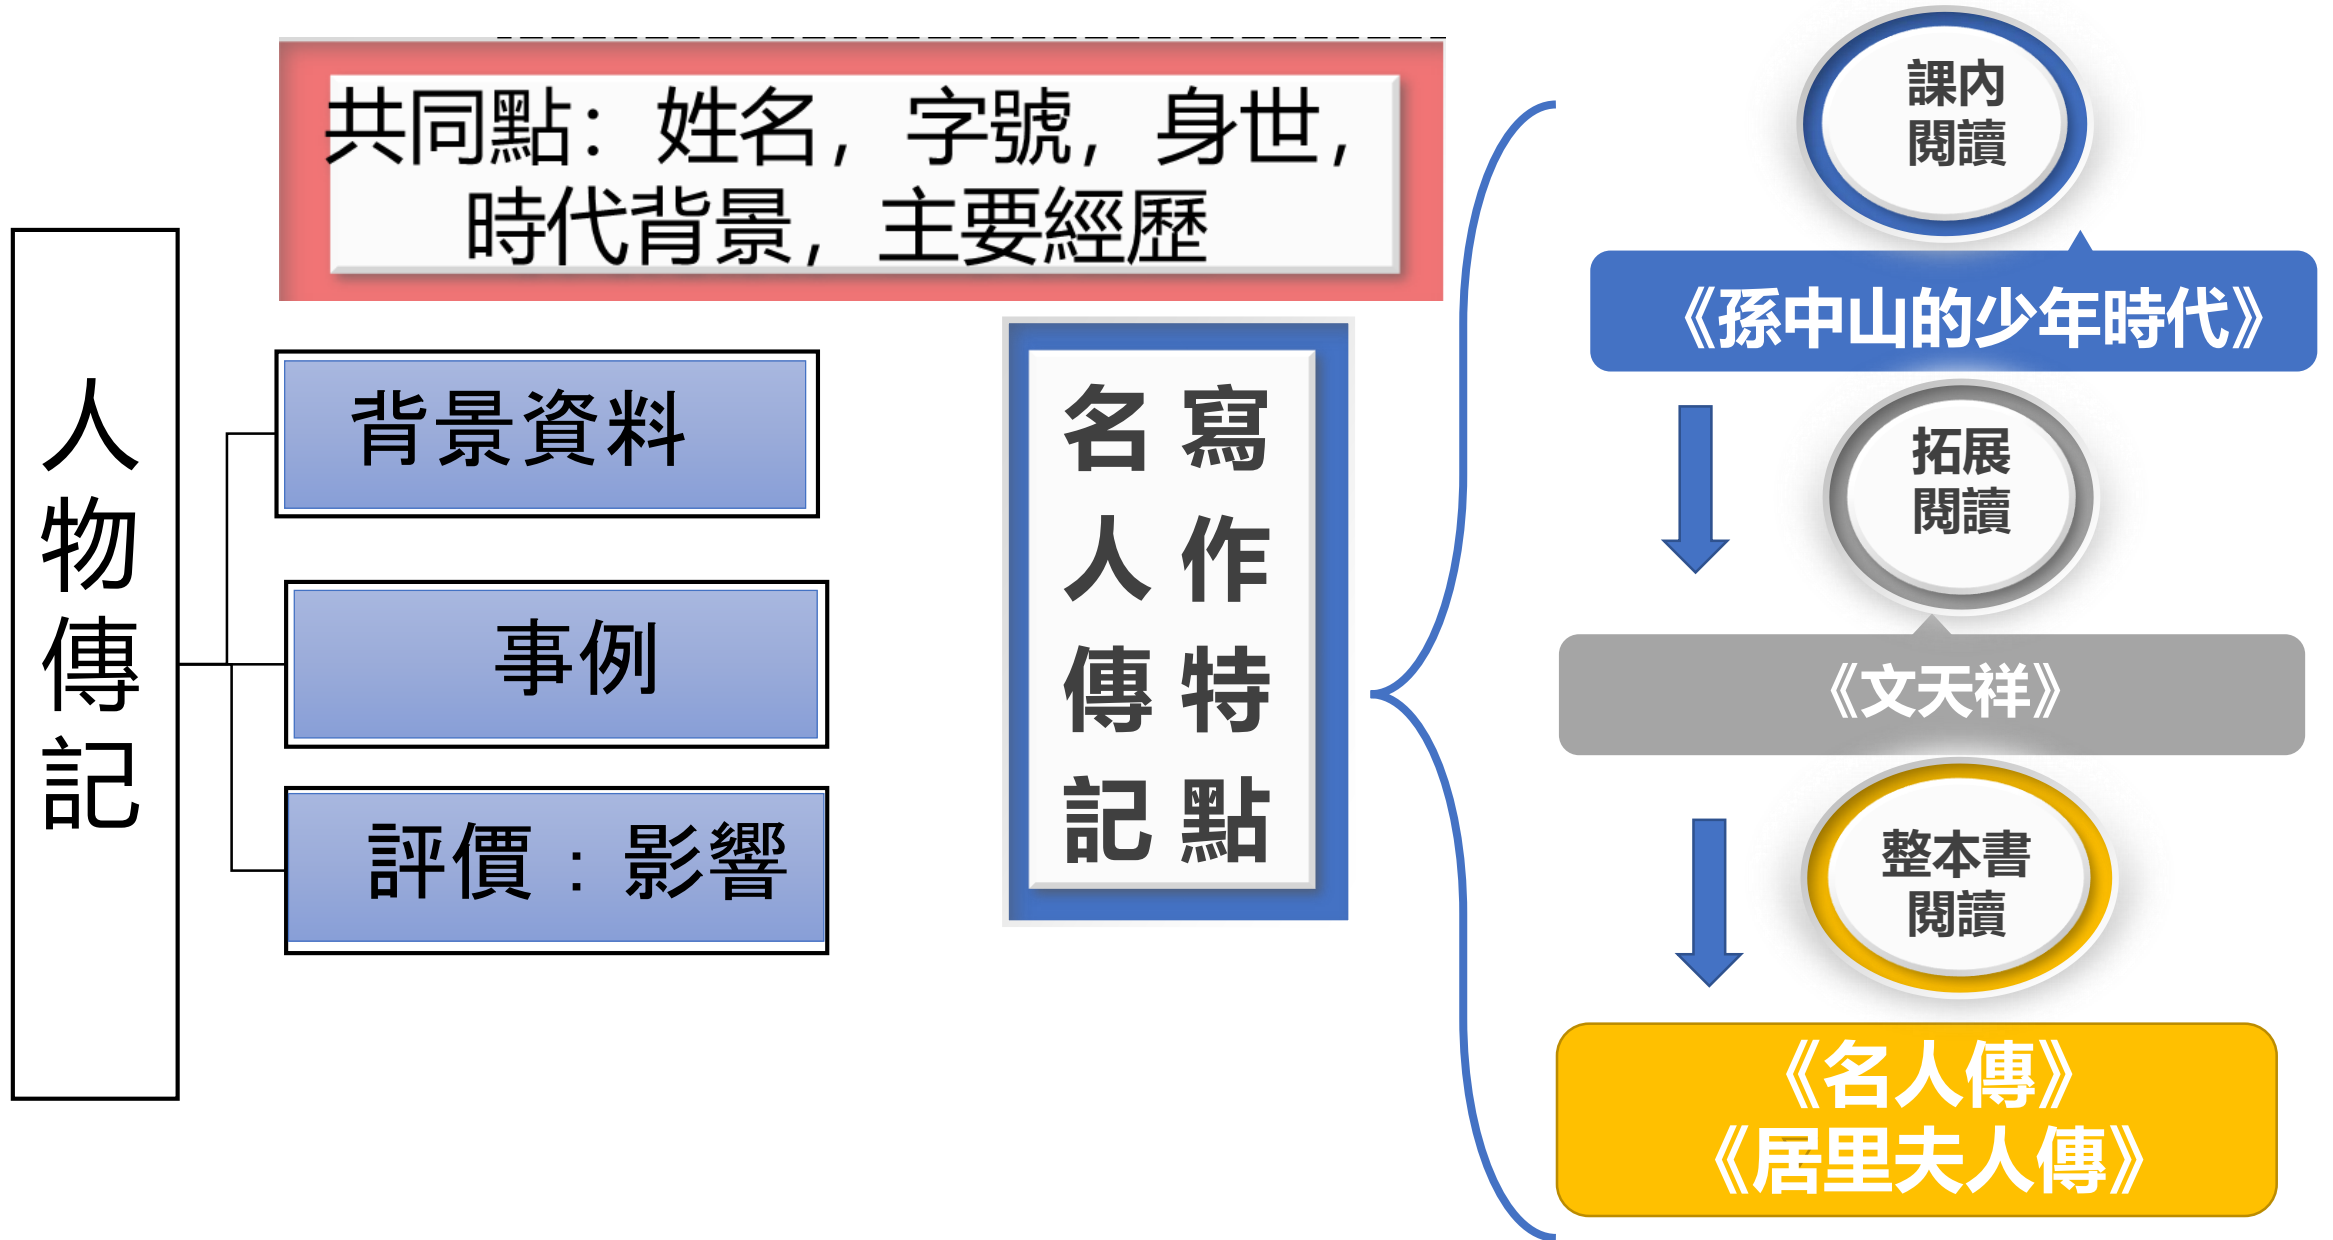 共同點：姓名，字號，身世，
時代背景，主要經歷
人物傳記
背景資料
事例
評價：影響
名人傳記
寫作特點
課內
閱讀
《孫中山的少年時代》
拓展
閱讀
《文天祥》
整本書
閱讀
《名人傳》
《居里夫人傳》